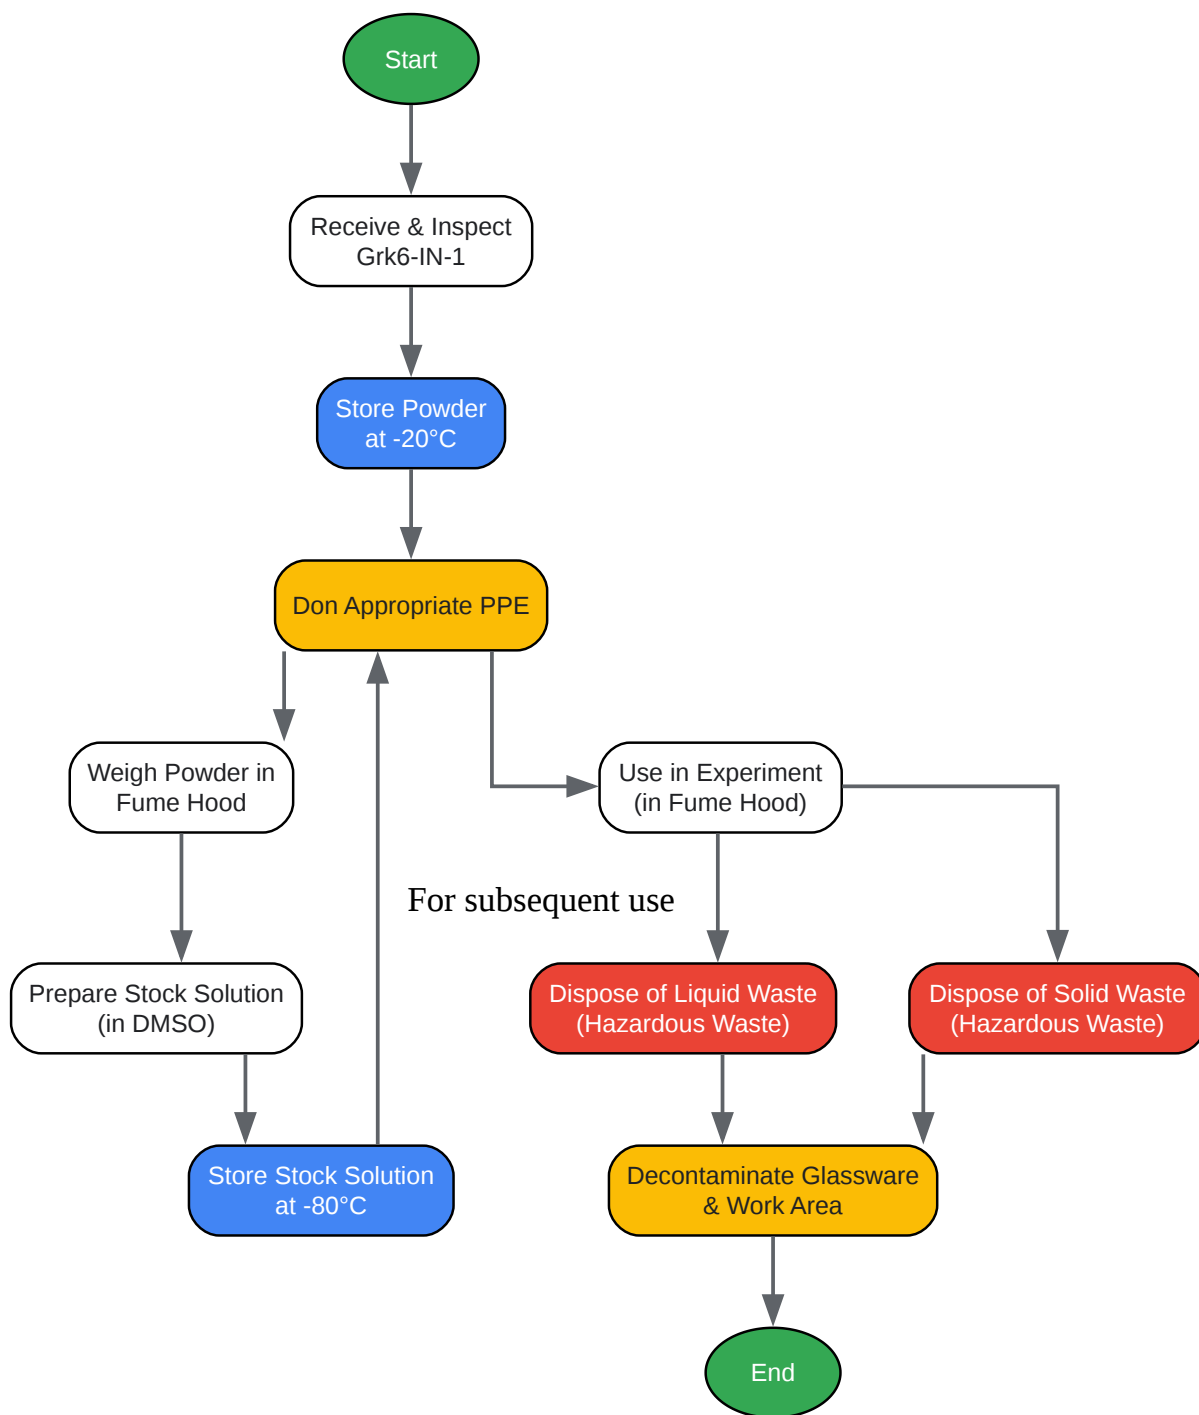 Start
Receive & Inspect
Grk6-IN-1
Store Powder
at -20°C
Don Appropriate PPE
Weigh Powder in
Fume Hood
Use in Experiment
(in Fume Hood)
For subsequent use
Prepare Stock Solution
(in DMSO)
Dispose of Liquid Waste
(Hazardous Waste)
Dispose of Solid Waste
(Hazardous Waste)
Store Stock Solution
at -80°C
Decontaminate Glassware
& Work Area
End